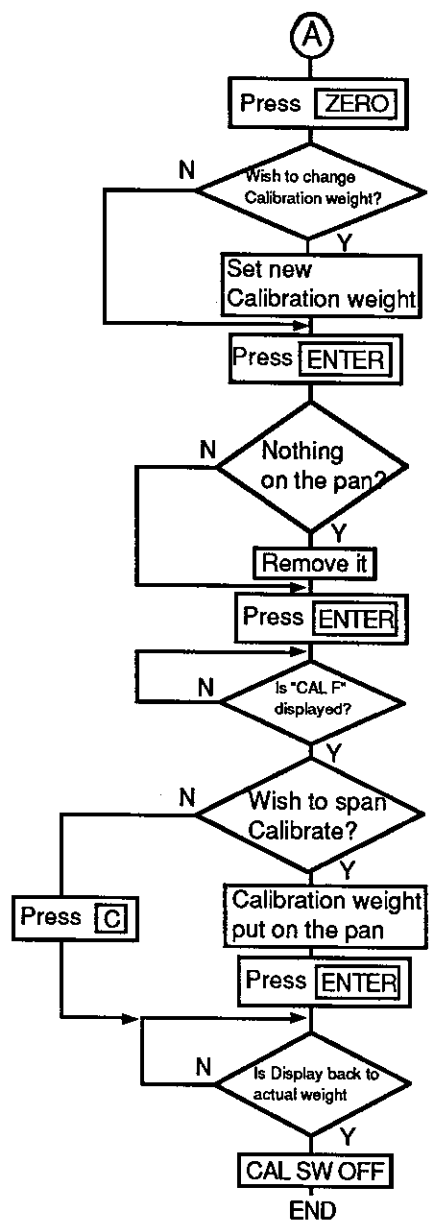 A
Press ZERO
N
Wish to change
Calibration weight?
Y
Set new
Calibration weight
Press ENTER
N
Nothing
on the pan?
Y
Remove it
Press ENTER
N
Is "CAL F"
displayed?
Y
N
Wish to span
Calibrate?
Y
Press C
Calibration weight
put on the pan
Press ENTER
N
Is Display back to
actual weight
Y
CAL SW OFF
END